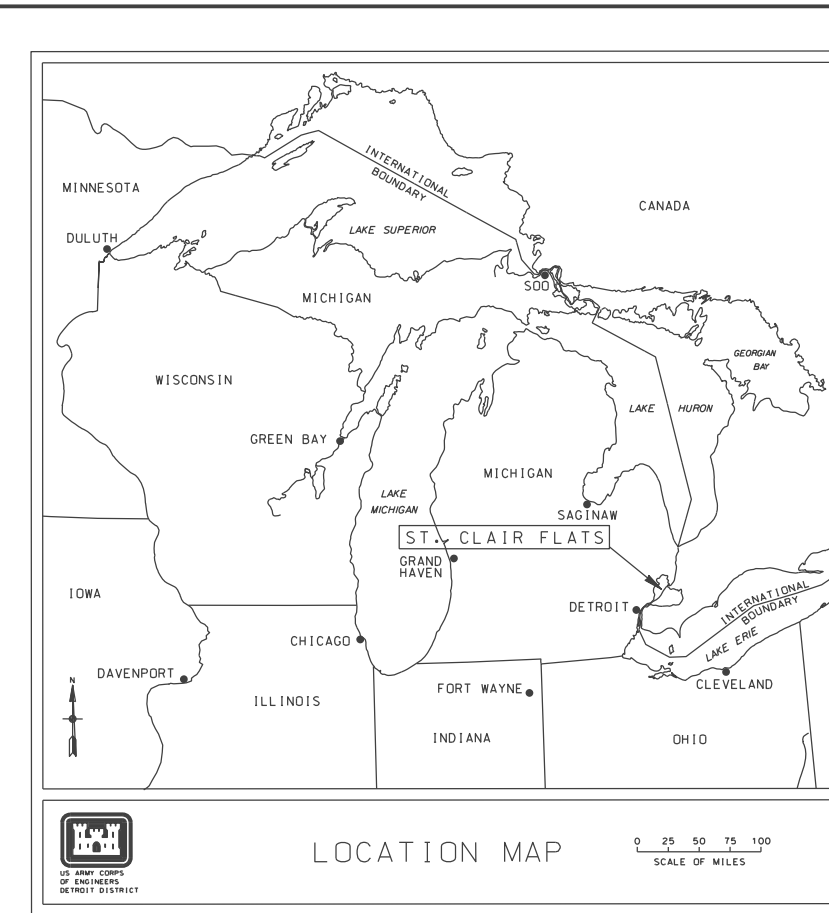 INTERNATIONAL
BOUNDARY
MINNESOTA
CANADA
DULUTH
LAKE SUPERIOR
SOO
MICHIGAN
GEORGIAN
BAY
WISCONSIN
LAKE HURON
GREEN BAY
MICHIGAN
LAKE
MICHIGAN
SAGINAW
ST. CLAIR FLATS
GRAND
HAVEN
IOWA
DETROIT
INTERNATIONAL
BOUNDARY
LAKE ERIE
CHICAGO
DAVENPORT
N
FORT WAYNE
CLEVELAND
ILLINOIS
INDIANA
OHIO
US ARMY CORPS
OF ENGINEERS
DETROIT DISTRICT
LOCATION MAP
0 25 50 75 100
SCALE OF MILES